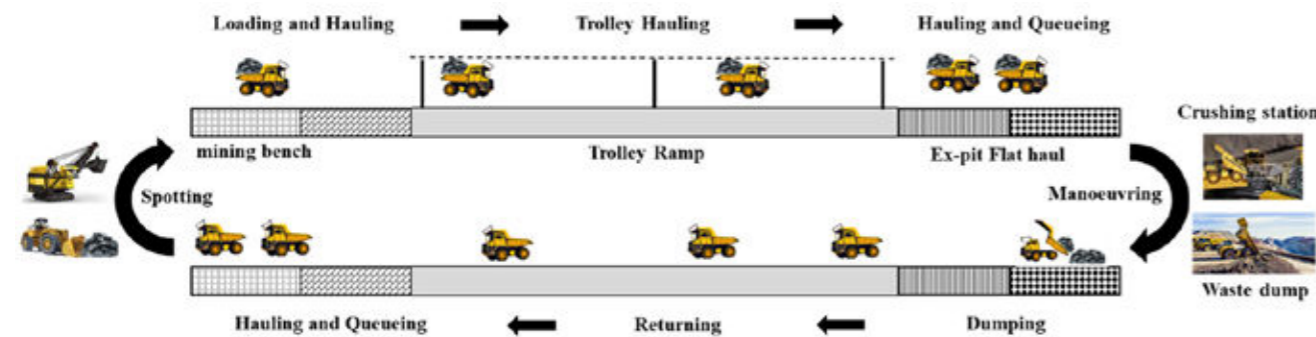 Loading and Hauling
Trolley Hauling
Hauling and Queueing
Crushing station
mining bench
Trolley Ramp
Ex-pit Flat haul
Spotting
Manoeuvring
Waste dump
Hauling and Queueing
Returning
Dumping